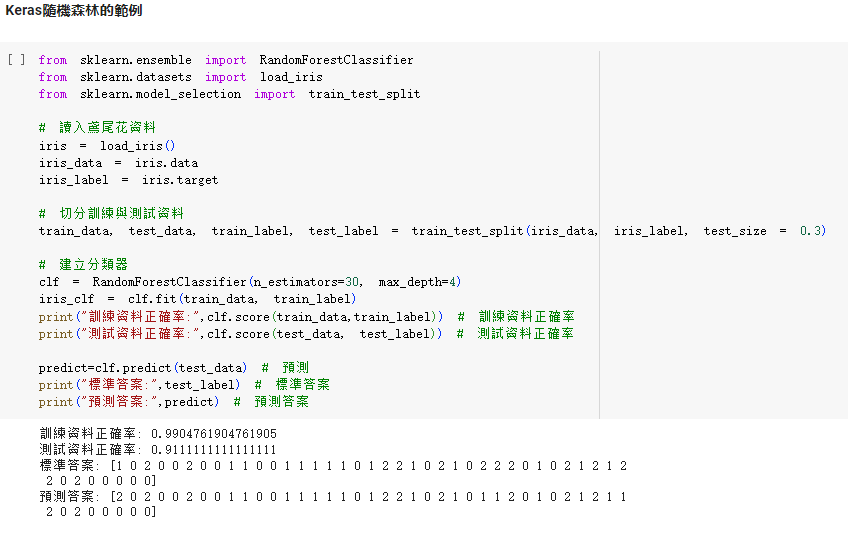 Keras隨機森林的範例
[ ] from sklearn.ensemble import RandomForestClassifier
from sklearn.datasets import load_iris
from sklearn.model_selection import train_test_split
# 讀入鳶尾花資料
iris = load_iris()
iris_data = iris.data
iris_label = iris.target
# 切分訓練與測試資料
train_data, test_data, train_label, test_label = train_test_split(iris_data, iris_label, test_size = 0.3)
# 建立分類器
clf = RandomForestClassifier(n_estimators=30, max_depth=4)
iris_clf = clf.fit(train_data, train_label)
print("訓練資料正確率:",clf.score(train_data,train_label)) # 訓練資料正確率
print("測試資料正確率:",clf.score(test_data, test_label)) # 測試資料正確率
predict=clf.predict(test_data) # 預測
print("標準答案:",test_label) # 標準答案
print("預測答案:",predict) # 預測答案
訓練資料正確率: 0.9904761904761905
測試資料正確率: 0.9111111111111111
標準答案: [1 0 2 0 0 2 0 0 1 1 0 0 1 1 1 1 1 0 1 2 2 1 0 2 1 0 2 2 2 0 1 0 2 1 2 1 2
2 0 2 0 0 0 0 0]
預測答案: [2 0 2 0 0 2 0 0 1 1 0 0 1 1 1 1 1 0 1 2 2 1 0 2 1 0 1 1 2 0 1 0 2 1 2 1 1
2 0 2 0 0 0 0 0]